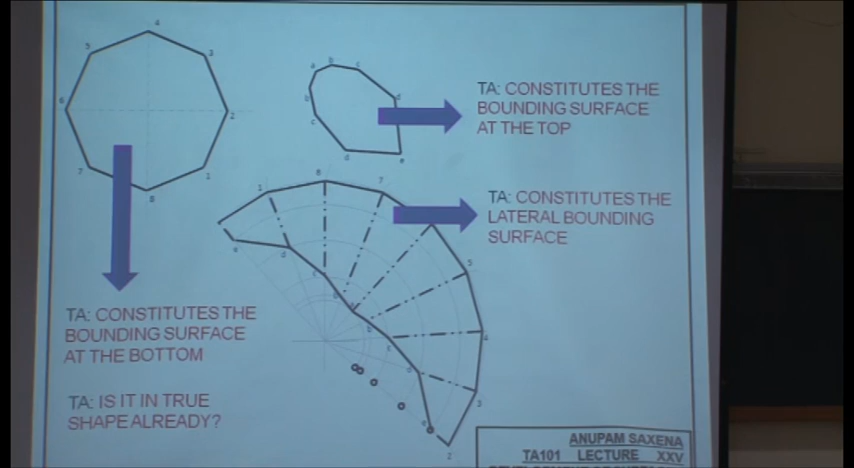 TA: CONSTITUTES THE
BOUNDING SURFACE
AT THE TOP
TA: CONSTITUTES THE
LATERAL BOUNDING
SURFACE
TA: CONSTITUTES THE
BOUNDING SURFACE
AT THE BOTTOM
TA: IS IT IN TRUE
SHAPE ALREADY?
ANUPAM SAXENA
TA101 LECTURE XXV